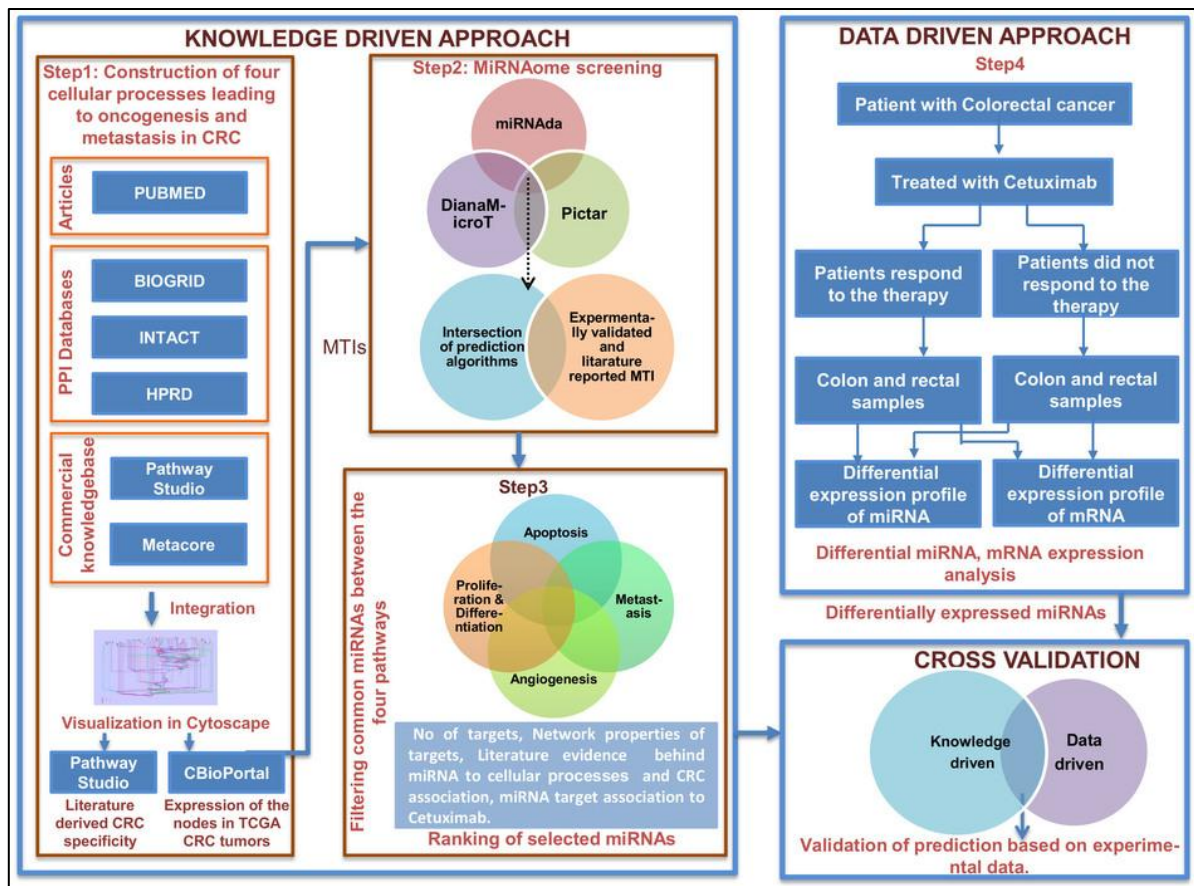 KNOWLEDGE DRIVEN APPROACH
Step1: Construction of four
cellular processes leading
to oncogenesis and
metastasis in CRC
Articles
PUBMED
PPI Databases
BIOGRID
INTACT
HPRD
Commercial
knowledgebase
Pathway
Studio
Metacore
Integration
Visualization in Cytoscape
Pathway
Studio
CBioPortal
Literature
derived CRC
specificity
Expression of the
nodes in TCGA
CRC tumors
MTIs
Step2: MiRNAome screening
miRNAda
DianaM-
icroT
Pictar
Intersection
of prediction
algorithms
Expermenta-
lly validated
and
litarature
reported MTI
Filtering common miRNAs between the
four pathways
Step3
Apoptosis
Prolife-
ration &
Differe-
ntiation
Metast-
asis
Angiogenesis
No of targets, Network properties of
targets, Literature evidence behind
miRNA to cellular processes and CRC
association, miRNA target association to
Cetuximab.
Ranking of selected miRNAs
DATA DRIVEN APPROACH
Step4
Patient with Colorectal cancer
Treated with Cetuximab
Patients respond
to the therapy
Patients did not
respond to the
therapy
Colon and rectal
samples
Colon and rectal
samples
Differential
expression profile
of miRNA
Differential
expression profile
of mRNA
Differential miRNA, mRNA expression
analysis
Differentially expressed miRNAs
CROSS VALIDATION
Knowledge
driven
Data
driven
Validation of prediction based on experime-
ntal data.